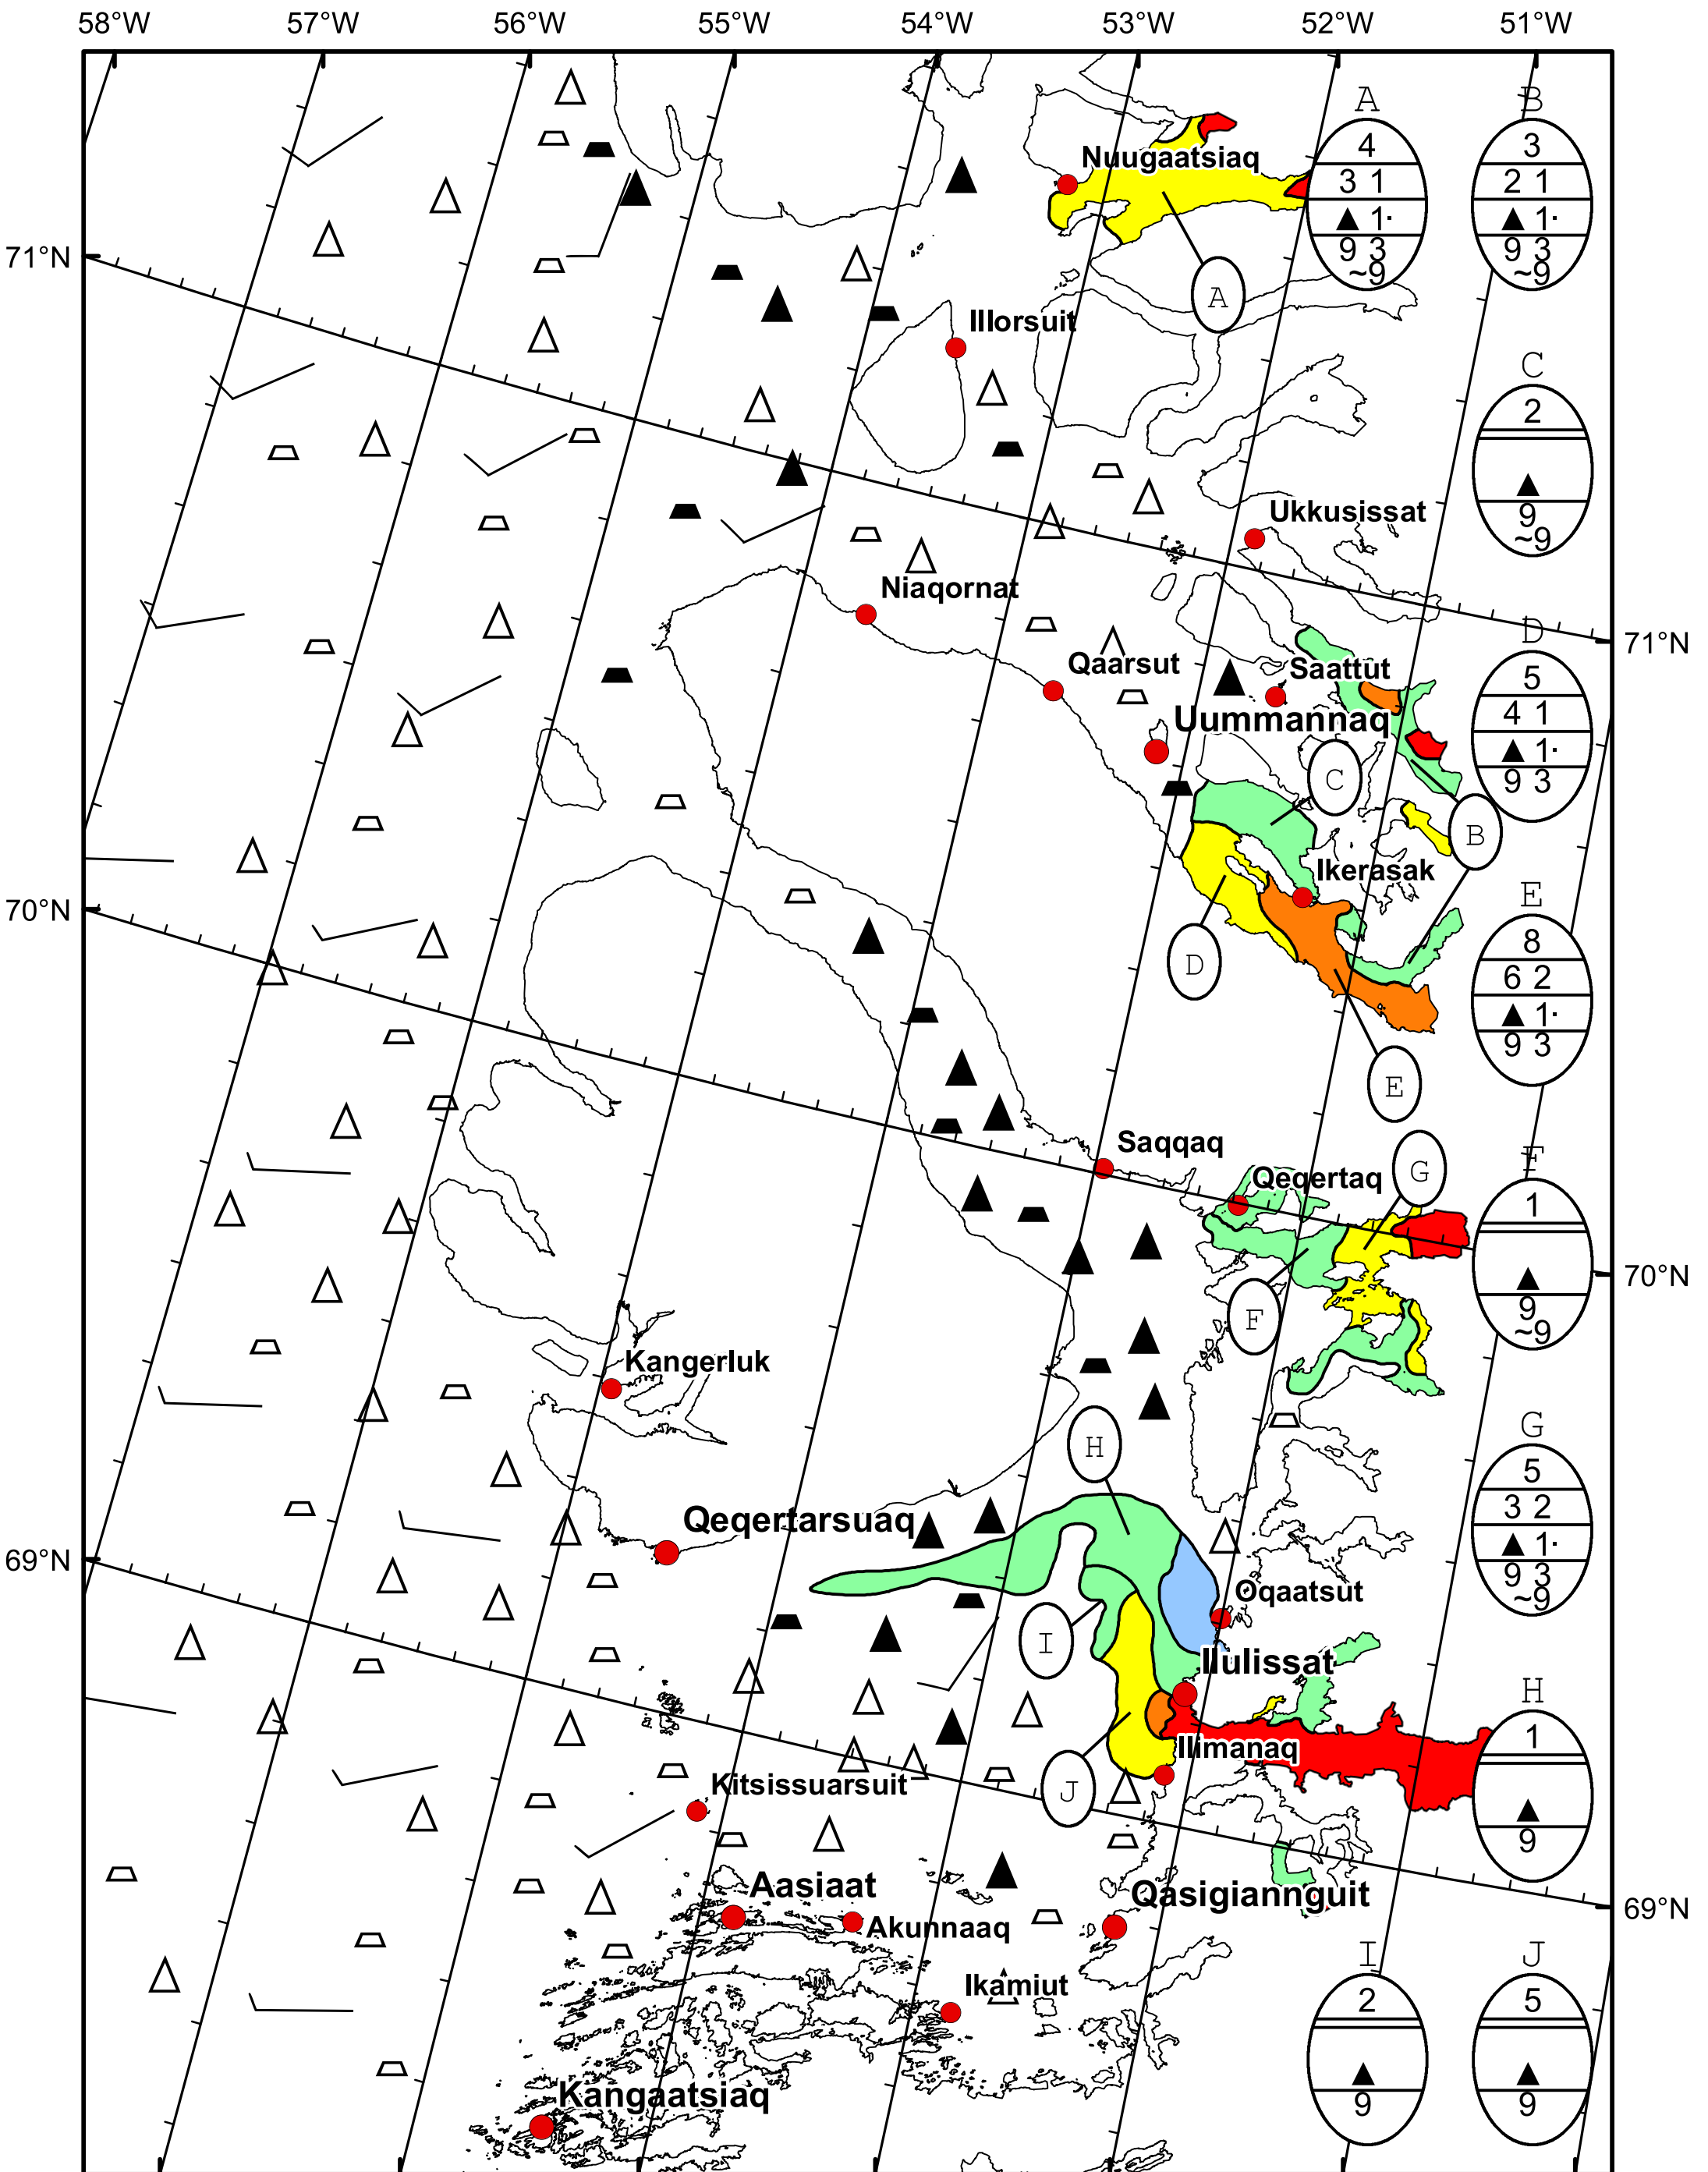 58°W 57°W 56°W 55°W 54°W 53°W 52°W 51°W
A B
4 3
3 1 2 1
▲ 1· ▲ 1·
9 3 9 3
~9 ~9
Nuugaatsiaq
71°N
A
Illorsuit
C
2
▲
9
~9
Ukkusissat
Niaqornat
D
71°N
5
4 1
▲ 1·
9 3
Qaarsut
Saattut
Uummannaq
C
B
Ikerasak
70°N
E
8
6 2
▲ 1·
9 3
D
E
Saqqaq
G
F
1
▲
9
~9
Qeqertaq
70°N
F
Kangerluk
G
5
3 2
▲ 1·
9 3
~9
H
Qeqertarsuaq
69°N
Oqaatsut
I
Ilulissat
H
1
▲
9
Ilimanaq
J
Kitsissuarsuit
Aasiaat
Qasigiannguit
69°N
Akunnaaq
Ikamiut
I J
2 5
▲ ▲
9 9
Kangaatsiaq